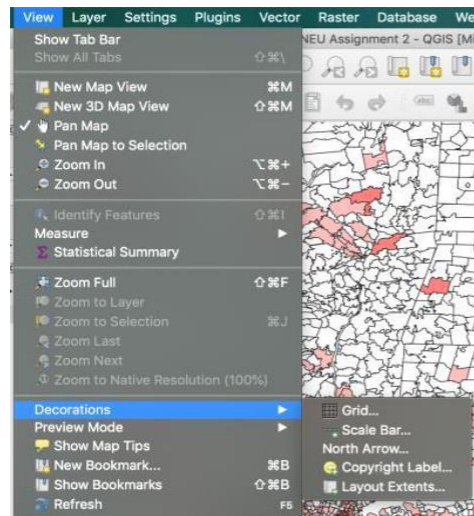 View Layer Settings Plugins Vector Raster Database We
NEU Assignment 2 - QGIS [Mi
Show Tab Bar
Show All Tabs ⇧⌘\
New Map View ⌘M
New 3D Map View ⇧⌘M
✓ Pan Map
Pan Map to Selection
Zoom In ⌥⌘+
Zoom Out ⌥⌘−
Identify Features ⇧⌘I
Measure
Σ Statistical Summary
Zoom Full ⇧⌘F
Zoom to Layer
Zoom to Selection ⌘J
Zoom Last
Zoom Next
Zoom to Native Resolution (100%)
Decorations
Preview Mode
Show Map Tips
New Bookmark... ⌘B
Show Bookmarks ⇧⌘B
Refresh F5
Grid...
Scale Bar...
North Arrow...
Copyright Label...
Layout Extents...
abc